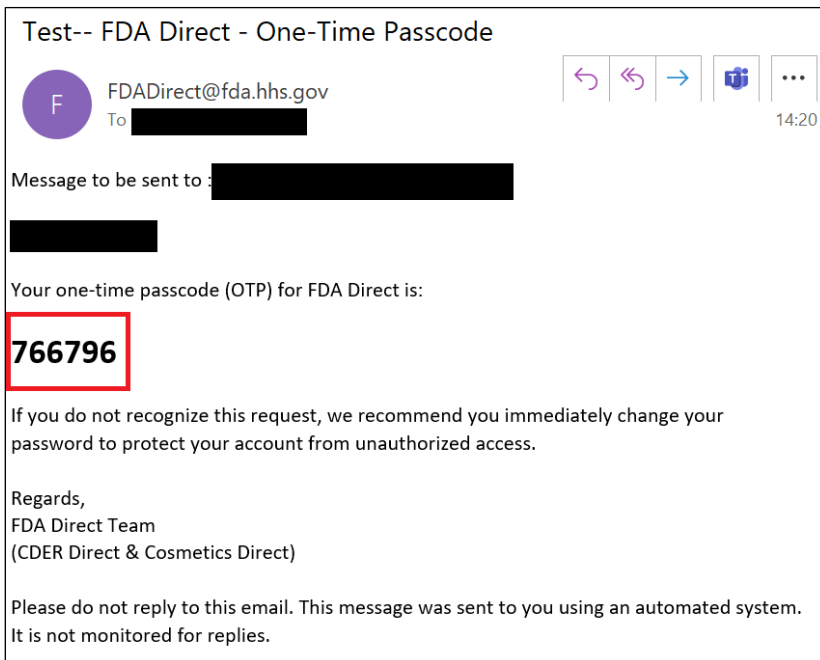 Test-- FDA Direct - One-Time Passcode
F
FDADirect@fda.hhs.gov
To
14:20
Message to be sent to :
Your one-time passcode (OTP) for FDA Direct is:
766796
If you do not recognize this request, we recommend you immediately change your
password to protect your account from unauthorized access.
Regards,
FDA Direct Team
(CDER Direct & Cosmetics Direct)
Please do not reply to this email. This message was sent to you using an automated system.
It is not monitored for replies.